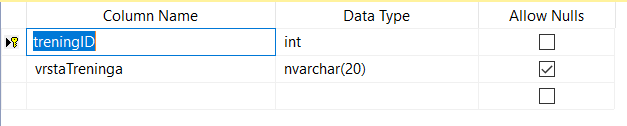 Column Name Data Type Allow Nulls
treningID int
vrstaTreninga nvarchar(20)